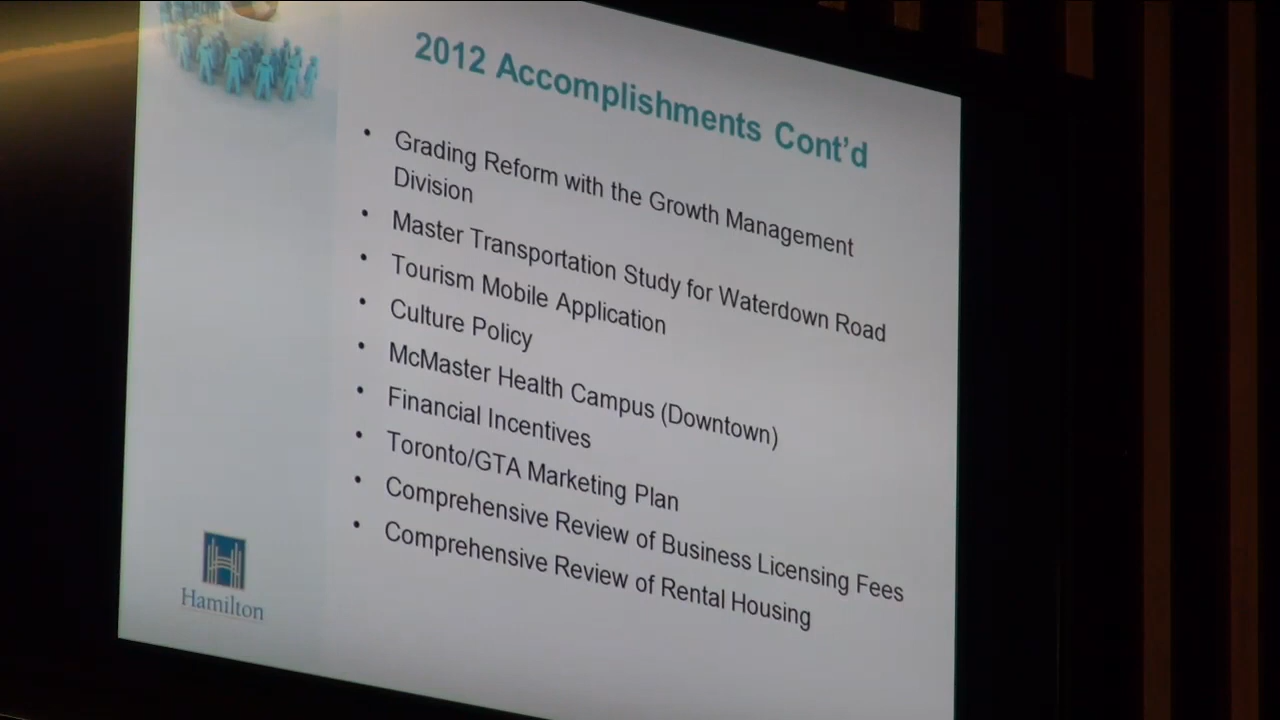 2012 Accomplishments Cont'd
• Grading Reform with the Growth Management
Division
• Master Transportation Study for Waterdown Road
• Tourism Mobile Application
• Culture Policy
• McMaster Health Campus (Downtown)
• Financial Incentives
• Toronto/GTA Marketing Plan
• Comprehensive Review of Business Licensing Fees
• Comprehensive Review of Rental Housing
Hamilton